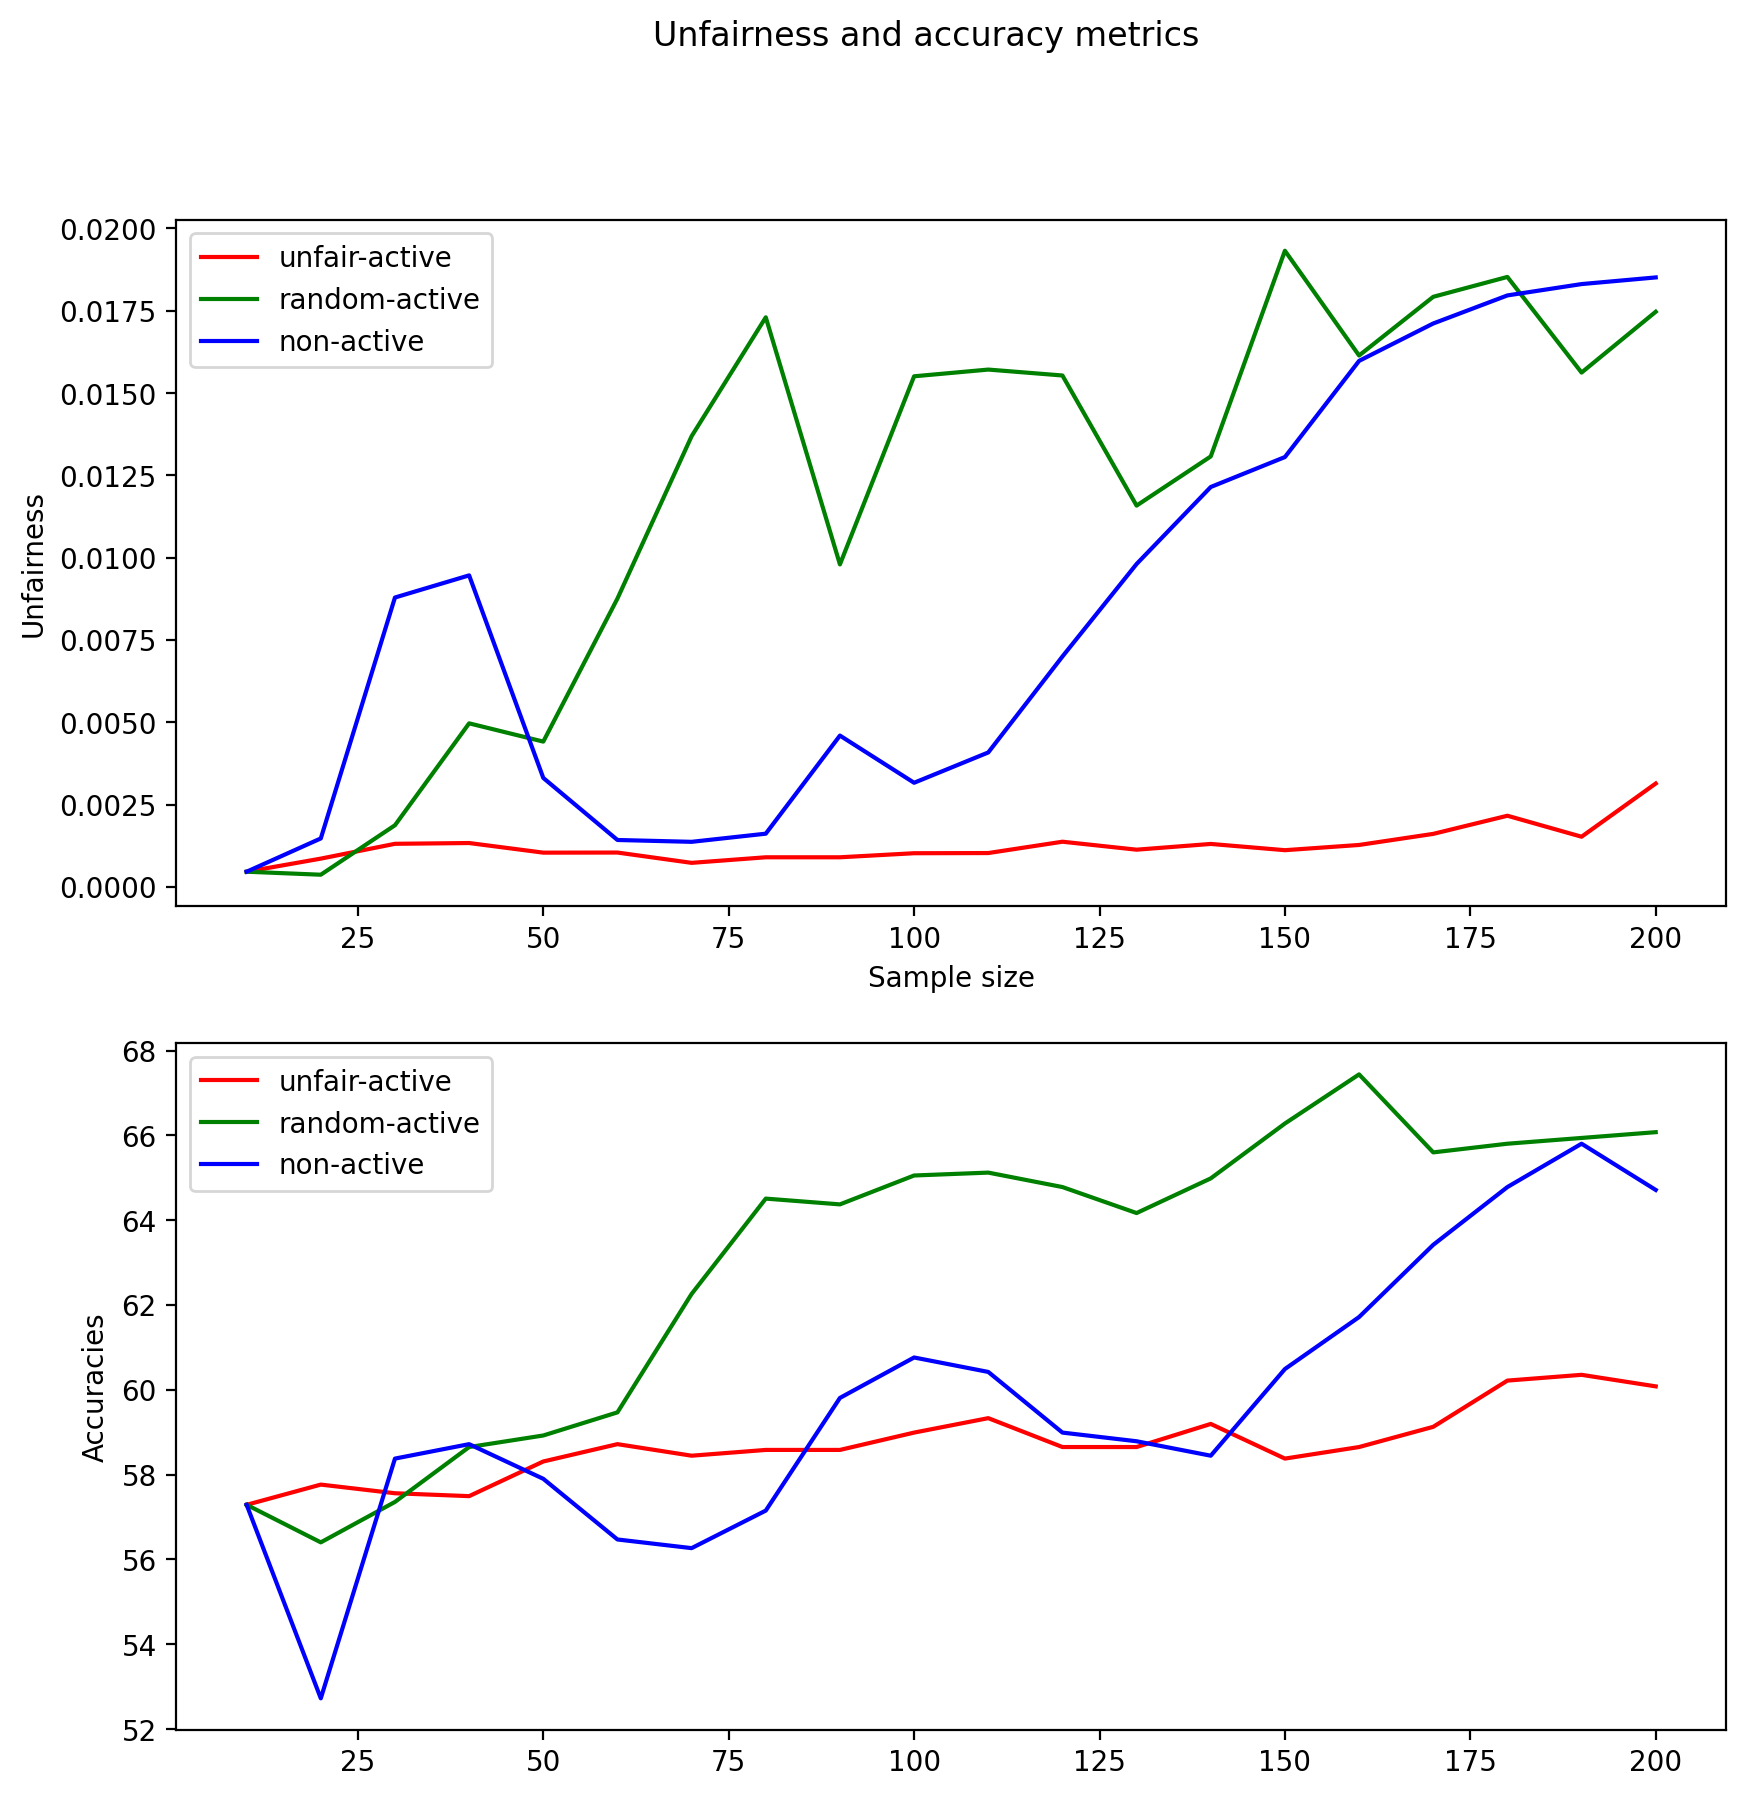 Unfairness and accuracy metrics
0.0200
0.0175
0.0150
0.0125
0.0100
0.0075
0.0050
0.0025
0.0000
Unfairness
unfair-active
random-active
non-active
25 50 75 100 125 150 175 200
Sample size
68
66
64
62
60
58
56
54
52
Accuracies
unfair-active
random-active
non-active
25 50 75 100 125 150 175 200